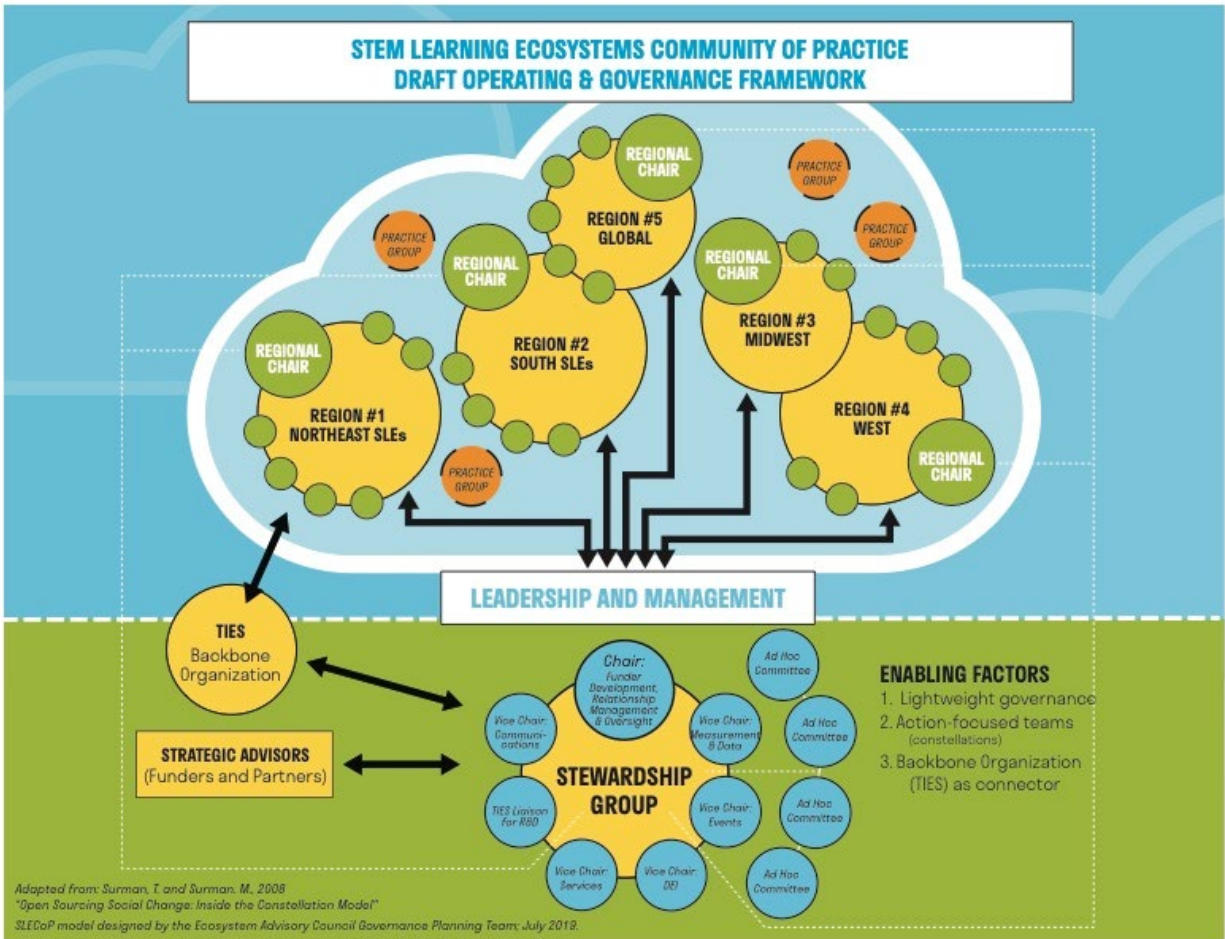 STEM LEARNING ECOSYSTEMS COMMUNITY OF PRACTICE
DRAFT OPERATING & GOVERNANCE FRAMEWORK
REGIONAL
CHAIR
REGION #5
GLOBAL
PRACTICE
GROUP
PRACTICE
GROUP
PRACTICE
GROUP
REGIONAL
CHAIR
REGION #2
SOUTH SLEs
REGIONAL
CHAIR
REGION #3
MIDWEST
REGIONAL
CHAIR
REGION #1
NORTHEAST SLEs
REGION #4
WEST
REGIONAL
CHAIR
PRACTICE
GROUP
LEADERSHIP AND MANAGEMENT
TIES
Backbone
Organization
STRATEGIC ADVISORS
(Funders and Partners)
Chair:
Funder
Development,
Relationship
Management
& Oversight
Vice Chair:
Communi-
cations
Vice Chair:
Measurement
& Data
STEWARDSHIP
GROUP
TIES Liaison
for R&D
Vice Chair:
Events
Vice Chair:
Services
Vice Chair:
DEI
Ad Hoc
Committee
Ad Hoc
Committee
Ad Hoc
Committee
Ad Hoc
Committee
ENABLING FACTORS
1. Lightweight governance
2. Action-focused teams
(constellations)
3. Backbone Organization
(TIES) as connector
Adapted from: Surman, T. and Surman. M., 2008
"Open Sourcing Social Change: Inside the Constellation Model"
SLECoP model designed by the Ecosystem Advisory Council Governance Planning Team; July 2019.